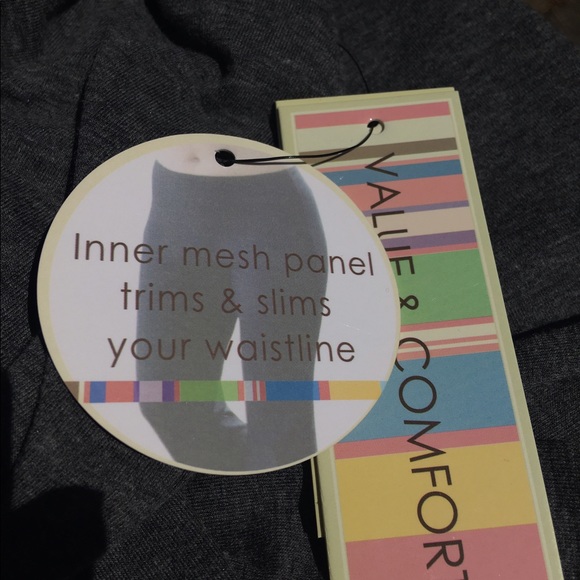 Inner mesh panel
trims & slims
your waistline
VALUE & COMFORT